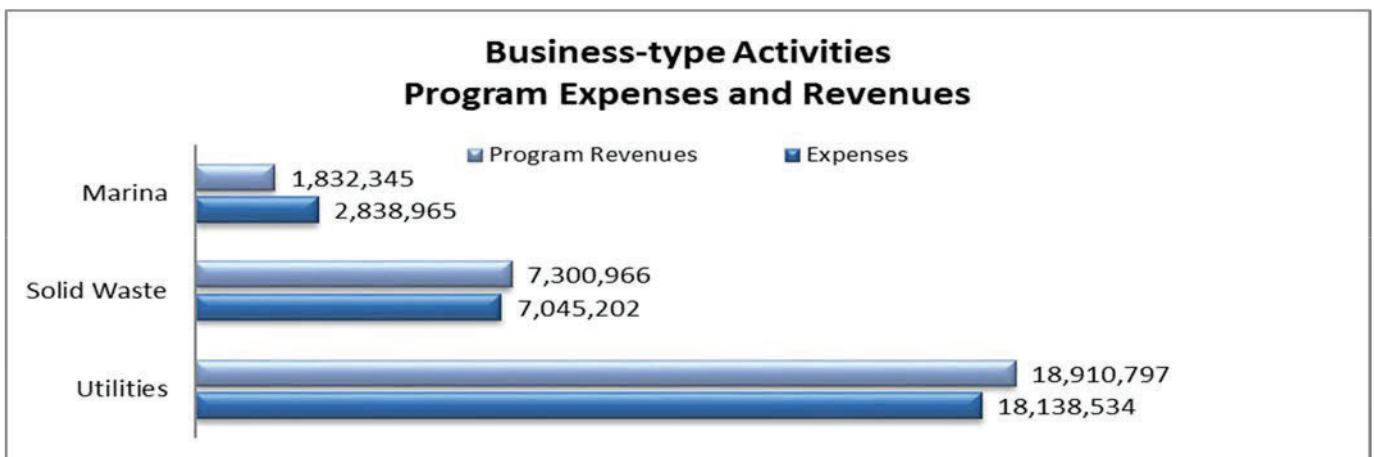 Business-type Activities
Program Expenses and Revenues
Program Revenues Expenses
Marina
1,832,345
2,838,965
Solid Waste
7,300,966
7,045,202
Utilities
18,910,797
18,138,534